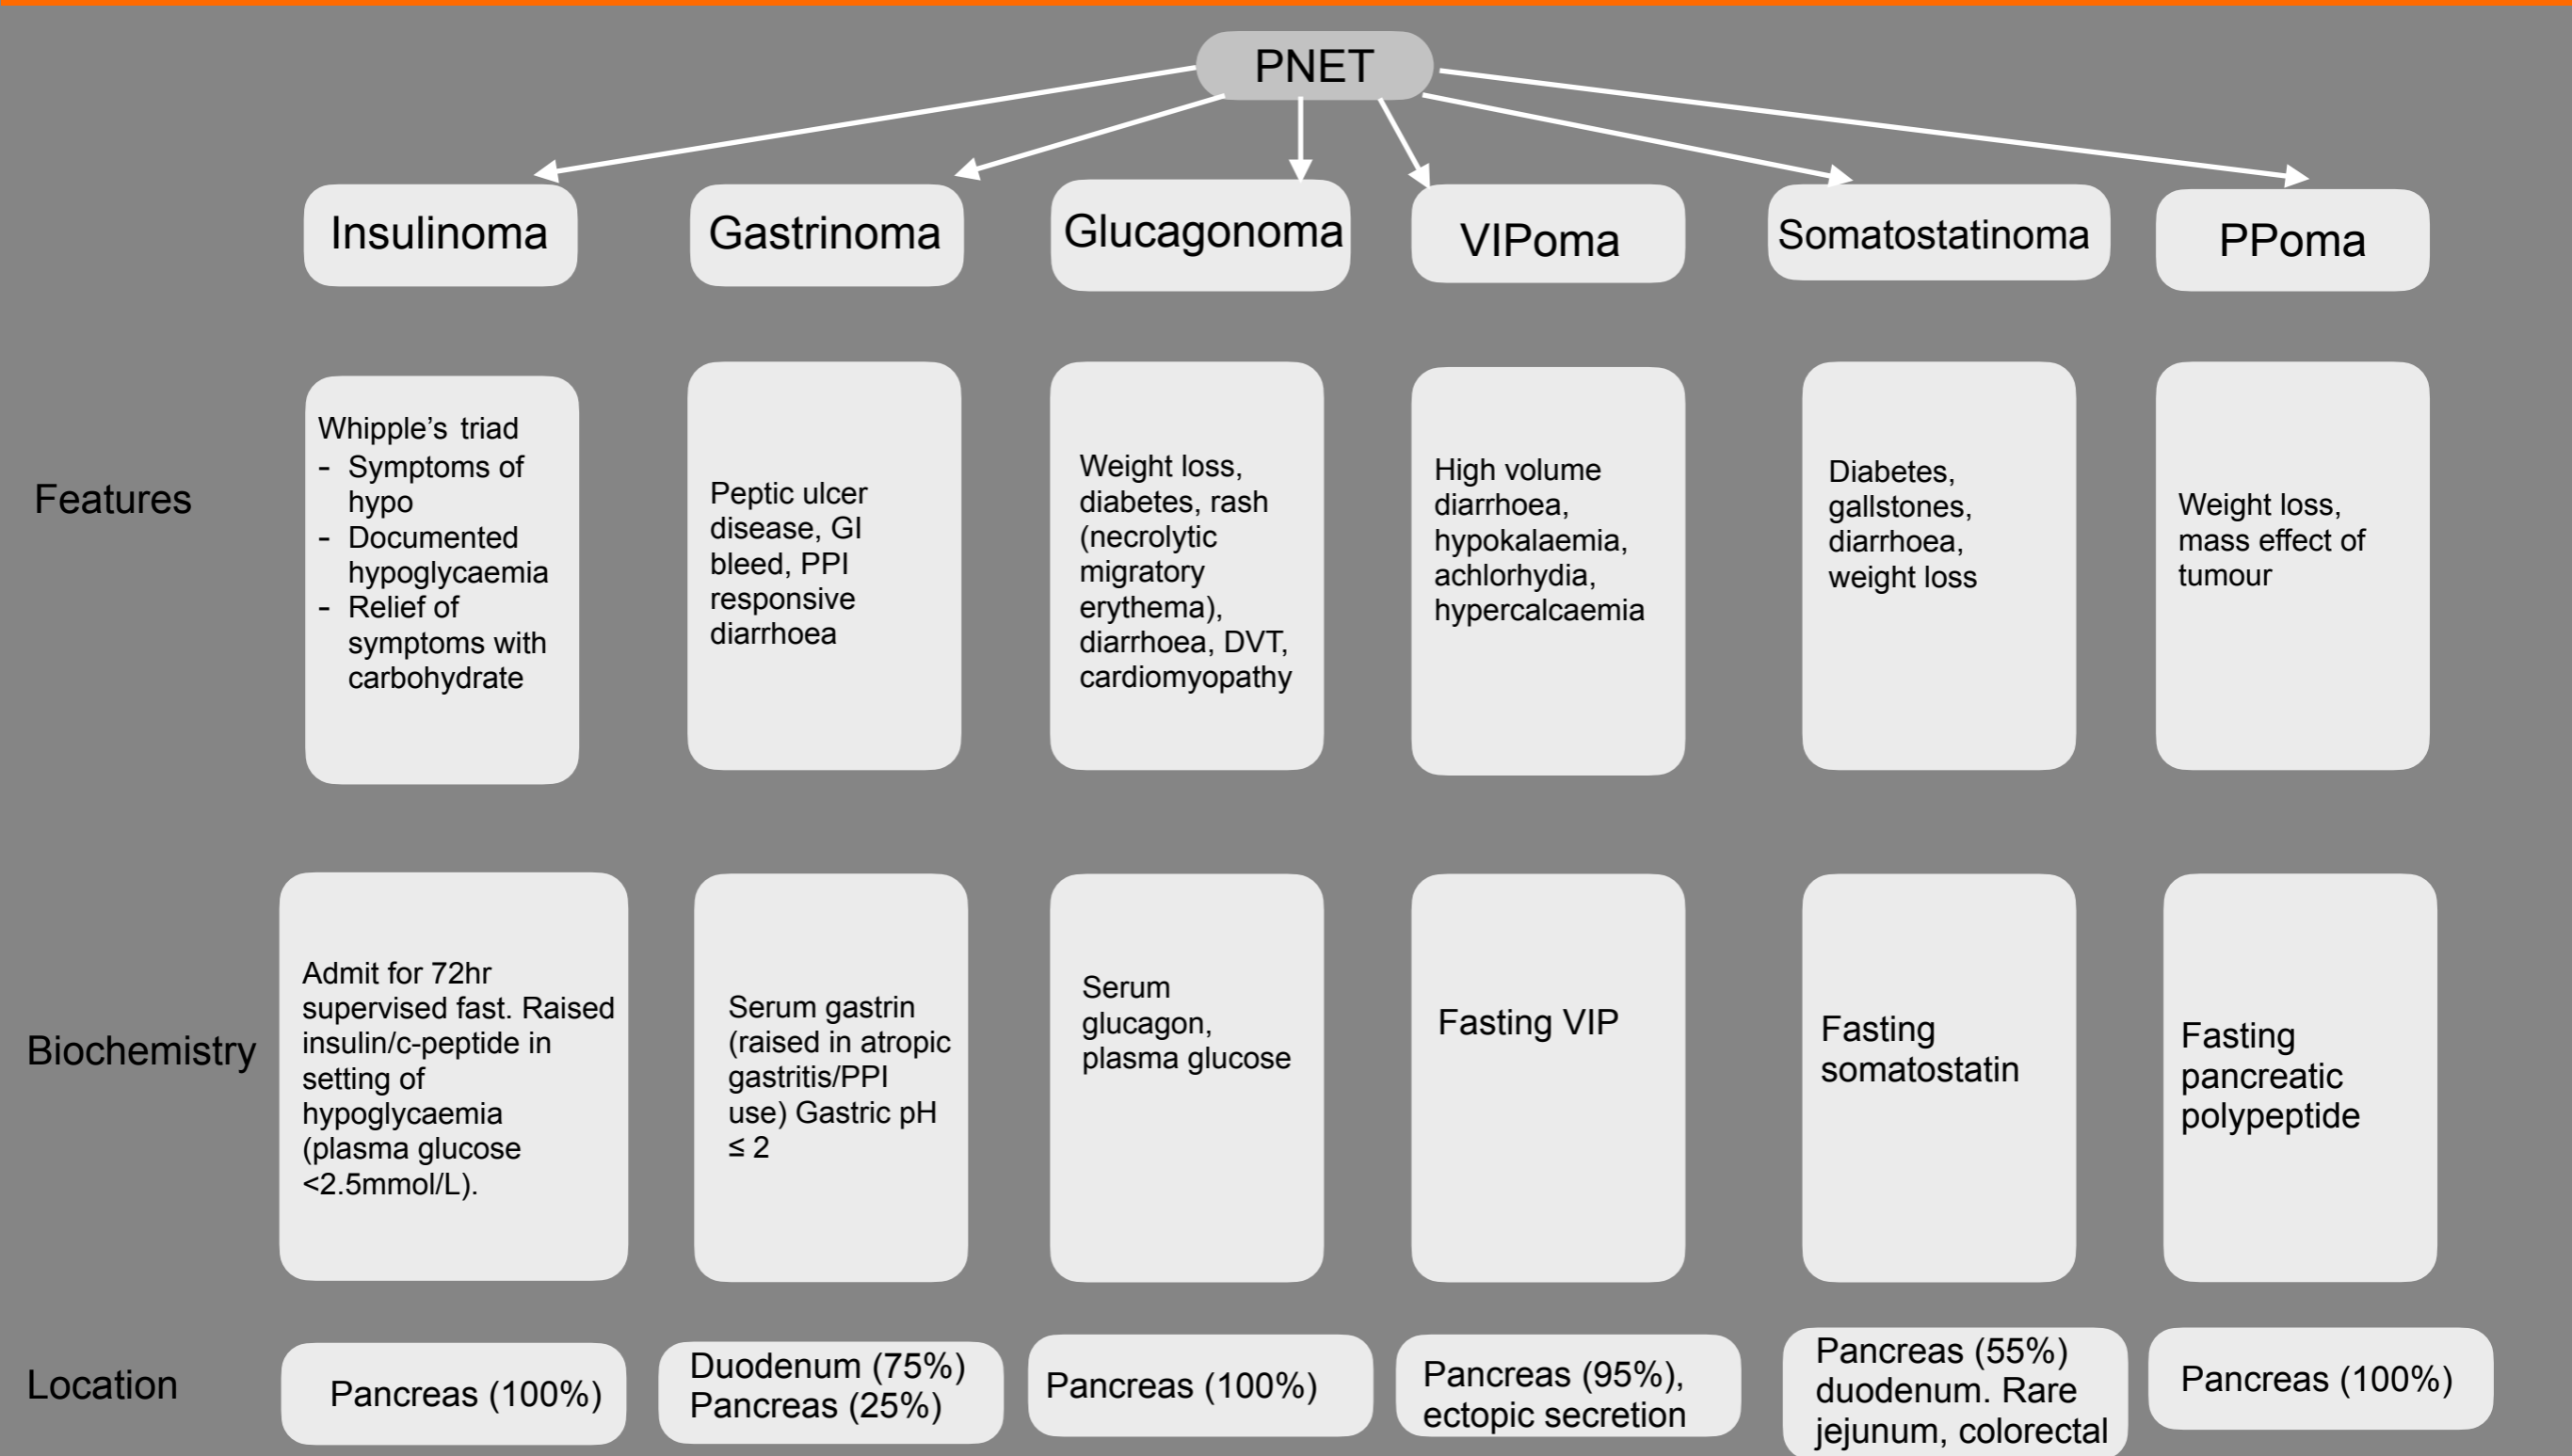 PNET
Insulinoma
Gastrinoma
Glucagonoma
VIPoma
Somatostatinoma
PPoma
Features
Whipple's triad
- Symptoms of
hypo
- Documented
hypoglycaemia
- Relief of
symptoms with
carbohydrate
Peptic ulcer
disease, GI
bleed, PPI
responsive
diarrhoea
Weight loss,
diabetes, rash
(necrolytic
migratory
erythema),
diarrhoea, DVT,
cardiomyopathy
High volume
diarrhoea,
hypokalaemia,
achlorhydia,
hypercalcaemia
Diabetes,
gallstones,
diarrhoea,
weight loss
Weight loss,
mass effect of
tumour
Biochemistry
Admit for 72hr
supervised fast. Raised
insulin/c-peptide in
setting of
hypoglycaemia
(plasma glucose
<2.5mmol/L).
Serum gastrin
(raised in atropic
gastritis/PPI
use) Gastric pH
≤ 2
Serum
glucagon,
plasma glucose
Fasting VIP
Fasting
somatostatin
Fasting
pancreatic
polypeptide
Location
Pancreas (100%)
Duodenum (75%)
Pancreas (25%)
Pancreas (100%)
Pancreas (95%),
ectopic secretion
Pancreas (55%)
duodenum. Rare
jejunum, colorectal
Pancreas (100%)